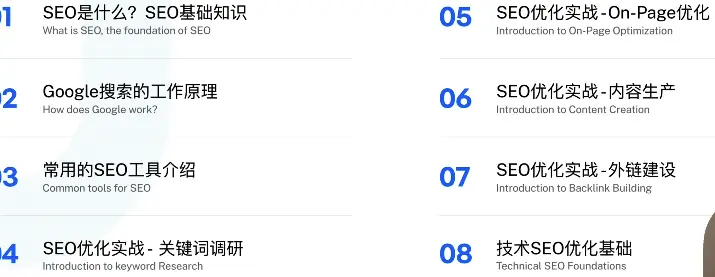 01
SEO是什么？SEO基础知识
What is SEO, the foundation of SEO
02
Google搜索的工作原理
How does Google work?
03
常用的SEO工具介绍
Common tools for SEO
04
SEO优化实战 - 关键词调研
Introduction to keyword Research
05
SEO优化实战 - On-Page优化
Introduction to On-Page Optimization
06
SEO优化实战 - 内容生产
Introduction to Content Creation
07
SEO优化实战 - 外链建设
Introduction to Backlink Building
08
技术SEO优化基础
Technical SEO Foundations